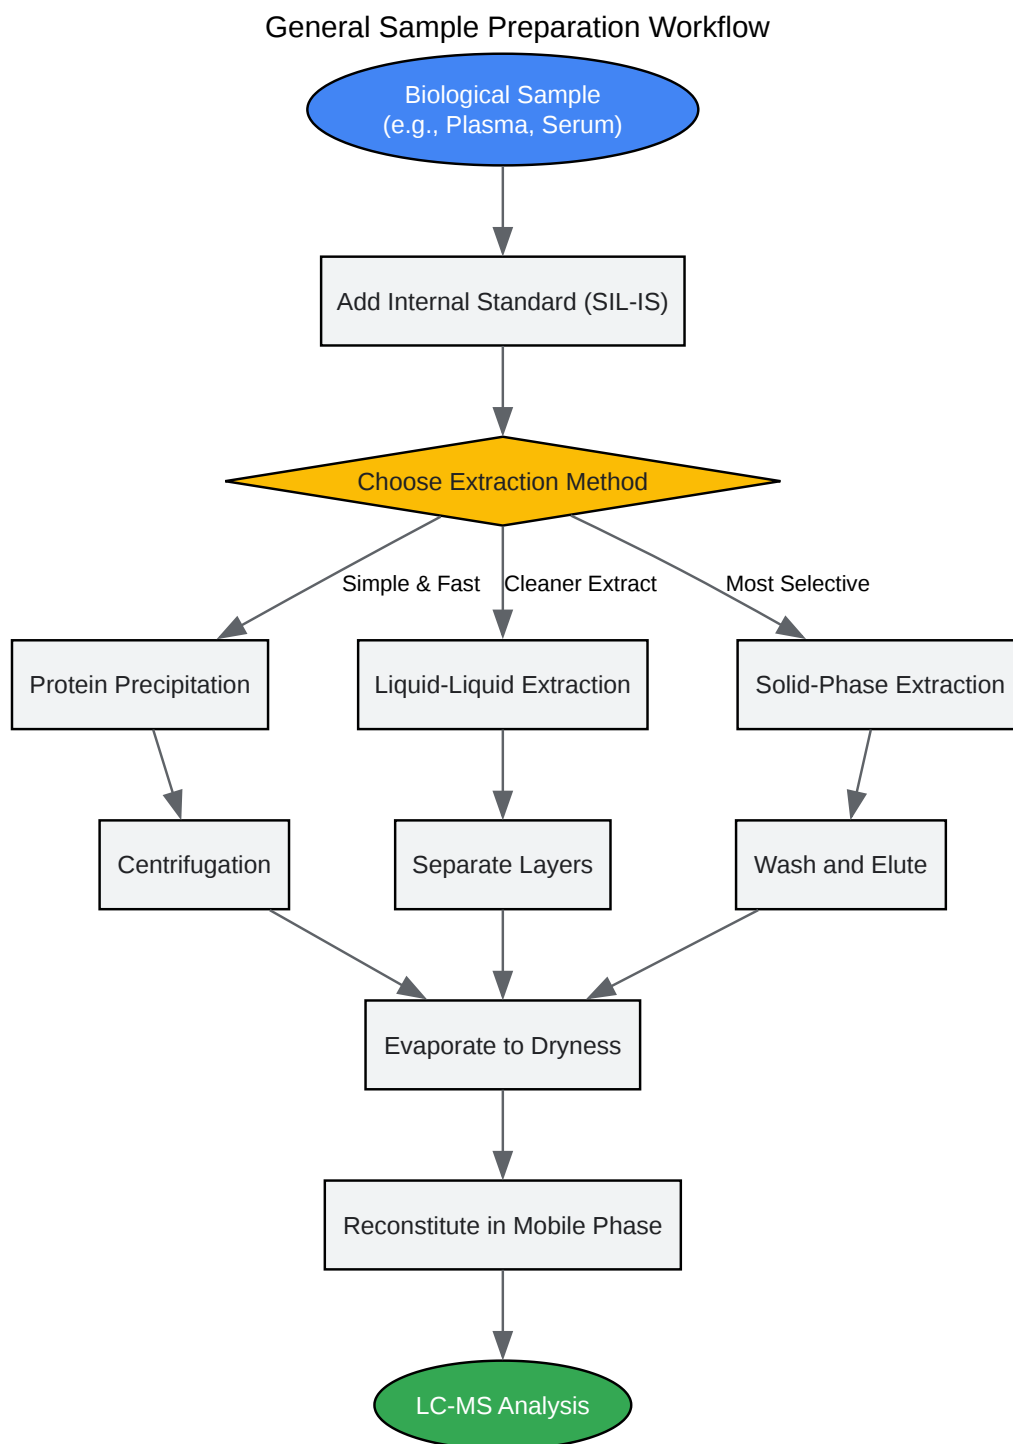 General Sample Preparation Workflow
Biological Sample
(e.g., Plasma, Serum)
Add Internal Standard (SIL-IS)
Choose Extraction Method
Simple & Fast
Cleaner Extract
Most Selective
Protein Precipitation
Liquid-Liquid Extraction
Solid-Phase Extraction
Centrifugation
Separate Layers
Wash and Elute
Evaporate to Dryness
Reconstitute in Mobile Phase
LC-MS Analysis